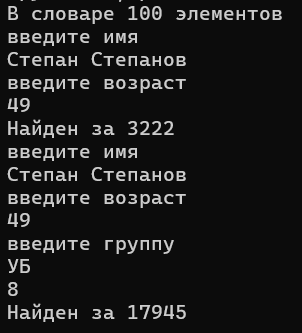 В словаре 100 элементов
введите имя
Степан Степанов
введите возраст
49
Найден за 3222
введите имя
Степан Степанов
введите возраст
49
введите группу
УБ
8
Найден за 17945